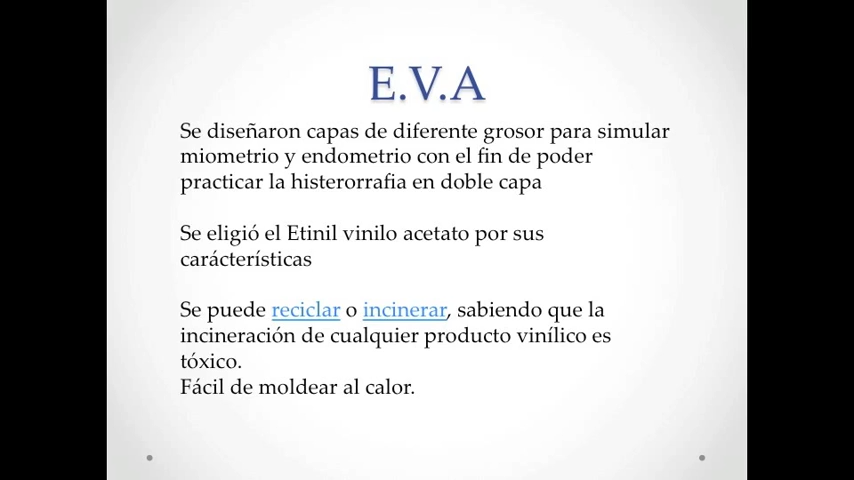 E.V.A
Se diseñaron capas de diferente grosor para simular
miometrio y endometrio con el fin de poder
practicar la histerorrafia en doble capa
Se eligió el Etinil vinilo acetato por sus
carácterísticas
Se puede reciclar o incinerar, sabiendo que la
incineración de cualquier producto vinílico es
tóxico.
Fácil de moldear al calor.